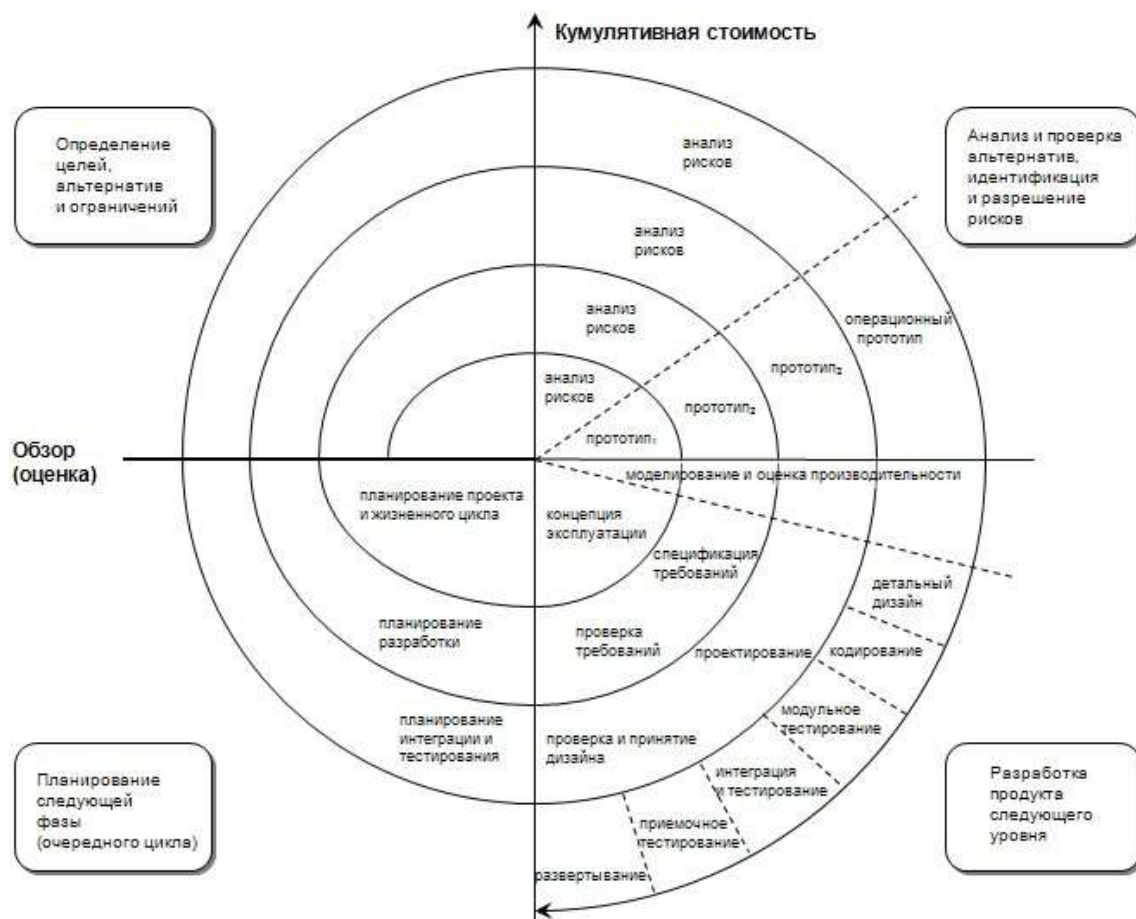 Кумулятивная стоимость
Определение
целей,
альтернатив
и ограничений
Анализ и проверка
альтернатив,
идентификация
и разрешение
рисков
анализ
рисков
анализ
рисков
анализ
рисков
анализ
рисков
операционный
прототип
прототип₂
прототип₂
прототип₁
Обзор
(оценка)
моделирование и оценка производительности
планирование проекта
и жизненного цикла
концепция
эксплуатации
спецификация
требований
детальный
дизайн
планирование
разработки
проверка
требований
проектирование
кодирование
планирование
интеграции и
тестирования
проверка и принятие
дизайна
модульное
тестирование
интеграция
и тестирование
приемочное
тестирование
развертывание
Планирование
следующей
фазы
(очередного цикла)
Разработка
продукта
следующего
уровня